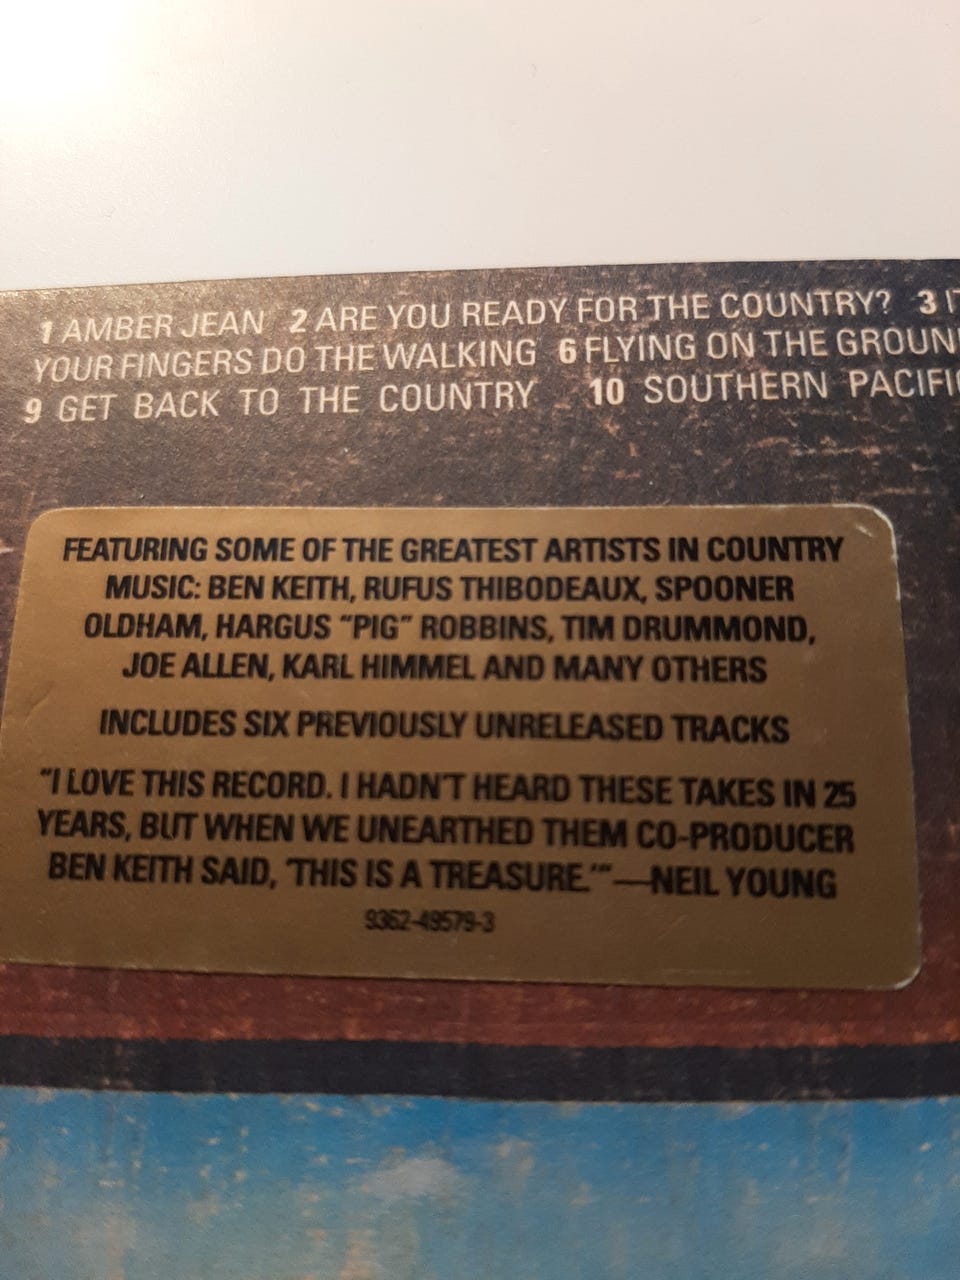 1 AMBER JEAN 2 ARE YOU READY FOR THE COUNTRY? 3
YOUR FINGERS DO THE WALKING 6 FLYING ON THE
9 GET BACK TO THE COUNTRY 10 SOUTHERN
FEATURING SOME OF THE GREATEST ARTISTS IN COUNTRY
MUSIC: BEN KEITH, RUFUS THIBODEAUX, SPOONER
OLDHAM, HARGUS "PIG" ROBBINS, TIM DRUMMOND,
JOE ALLEN, KARL HIMMEL AND MANY OTHERS
INCLUDES SIX PREVIOUSLY UNRELEASED TRACKS
"I LOVE THIS RECORD. I HADN'T HEARD THESE TAKES IN 25
YEARS, BUT WHEN WE UNEARTHED THEM CO-PRODUCER
BEN KEITH SAID, 'THIS IS A TREASURE.'"—NEIL YOUNG
9362-49579-3